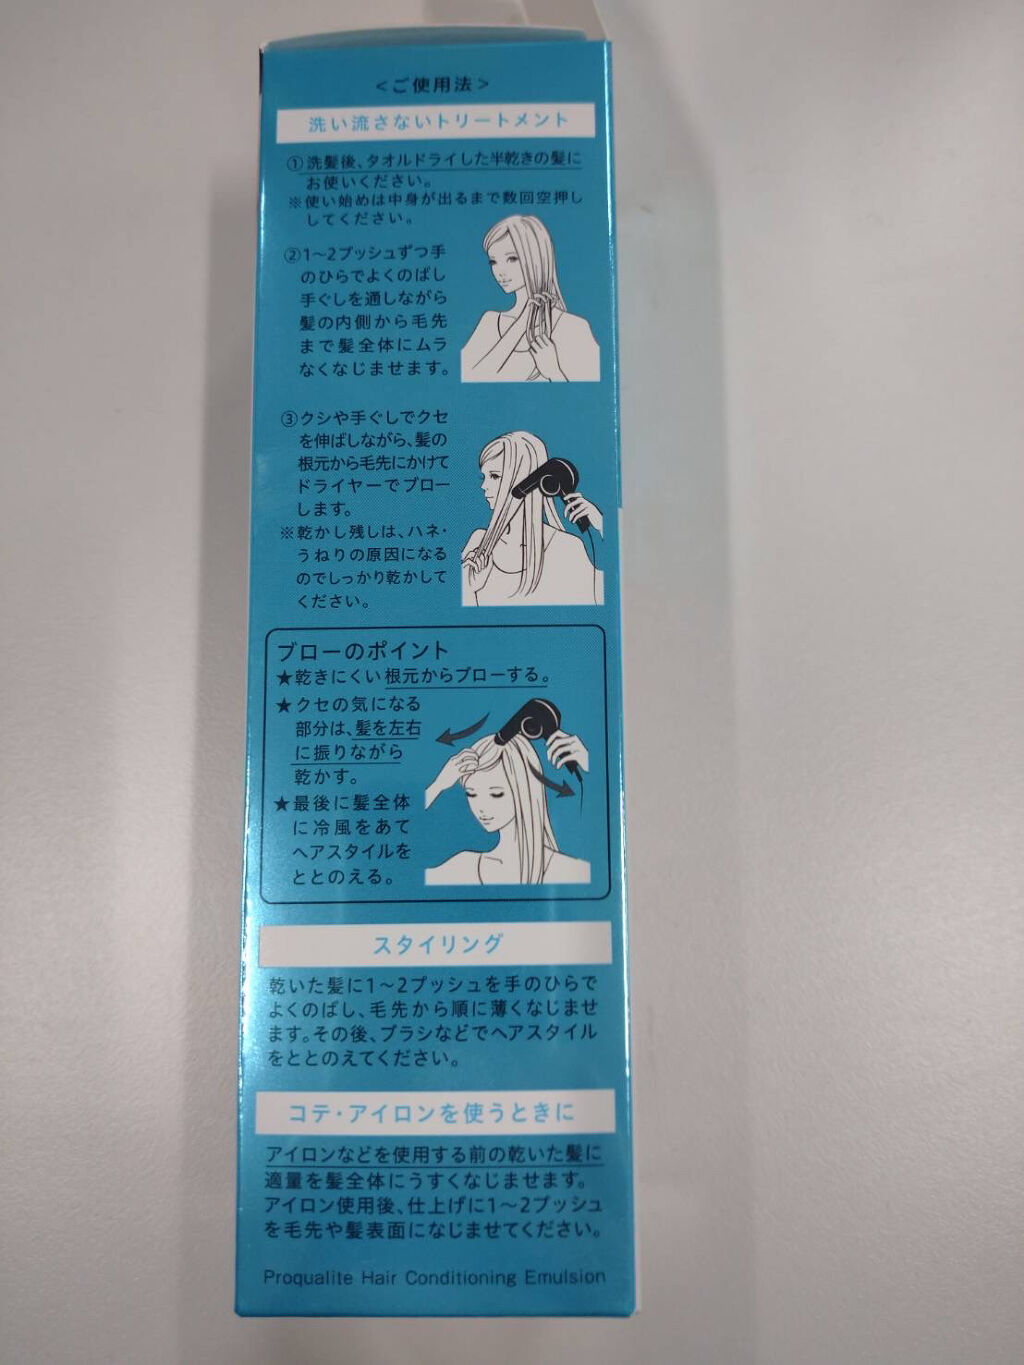 ＜ご使用法＞
洗い流さないトリートメント
①洗髪後、タオルドライした半乾きの髪に
お使いください。
※使い始めは中身が出るまで数回空押し
してください。
②1〜2プッシュずつ手
のひらでよくのばし
手ぐしを通しながら
髪の内側から毛先
まで髪全体にムラ
なくなじませます。
③クシや手ぐしでクセ
を伸ばしながら、髪の
根元から毛先にかけて
ドライヤーでブロー
します。
※乾かし残しは、ハネ・
うねりの原因になる
のでしっかり乾かして
ください。
ブローのポイント
★乾きにくい根元からブローする。
★クセの気になる
部分は、髪を左右
に振りながら
乾かす。
★最後に髪全体
に冷風をあて
ヘアスタイルを
ととのえる。
スタイリング
乾いた髪に1〜2プッシュを手のひらで
よくのばし、毛先から順に薄くなじませ
ます。その後、ブラシなどでヘアスタイル
をととのえてください。
コテ・アイロンを使うときに
アイロンなどを使用する前の乾いた髪に
適量を髪全体にうすくなじませます。
アイロン使用後、仕上げに1〜2プッシュ
を毛先や髪表面になじませてください。
Proqualite Hair Conditioning Emulsion